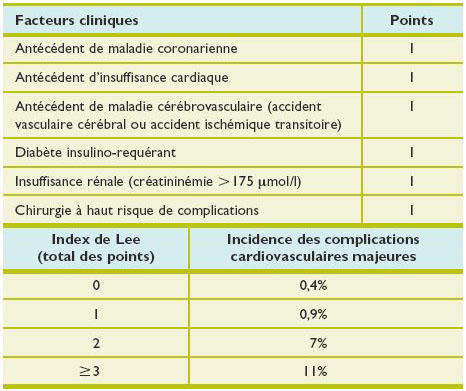 Facteurs cliniques Points
Antécédent de maladie coronarienne 1
Antécédent d'insuffisance cardiaque 1
Antécédent de maladie cérébrovasculaire (accident 1
vasculaire cérébral ou accident ischémique transitoire)
Diabète insulino-requérant 1
Insuffisance rénale (créatininémie >175 µmol/l) 1
Chirurgie à haut risque de complications 1
Index de Lee Incidence des complications
(total des points) cardiovasculaires majeures
0 0,4%
1 0,9%
2 7%
≥3 11%